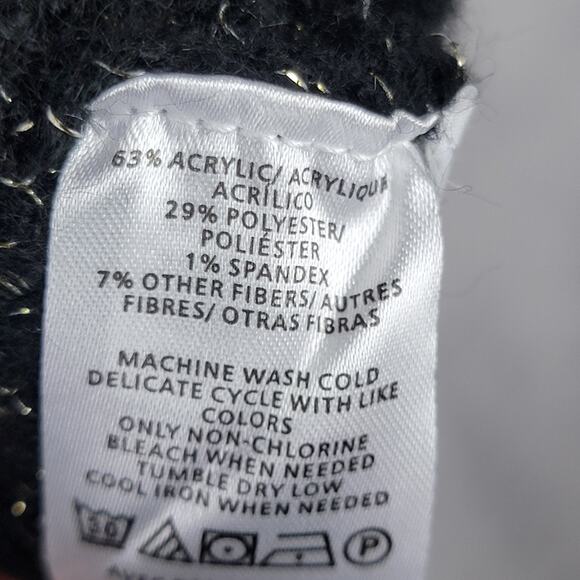 63% ACRYLIC/ ACRYLIQUE
ACRÍLICO
29% POLYESTER/
POLIÉSTER
1% SPANDEX
7% OTHER FIBERS/ AUTRES
FIBRES/ OTRAS FIBRAS
MACHINE WASH COLD
DELICATE CYCLE WITH LIKE
COLORS
ONLY NON-CHLORINE
BLEACH WHEN NEEDED
TUMBLE DRY LOW
COOL IRON WHEN NEEDED
30 P